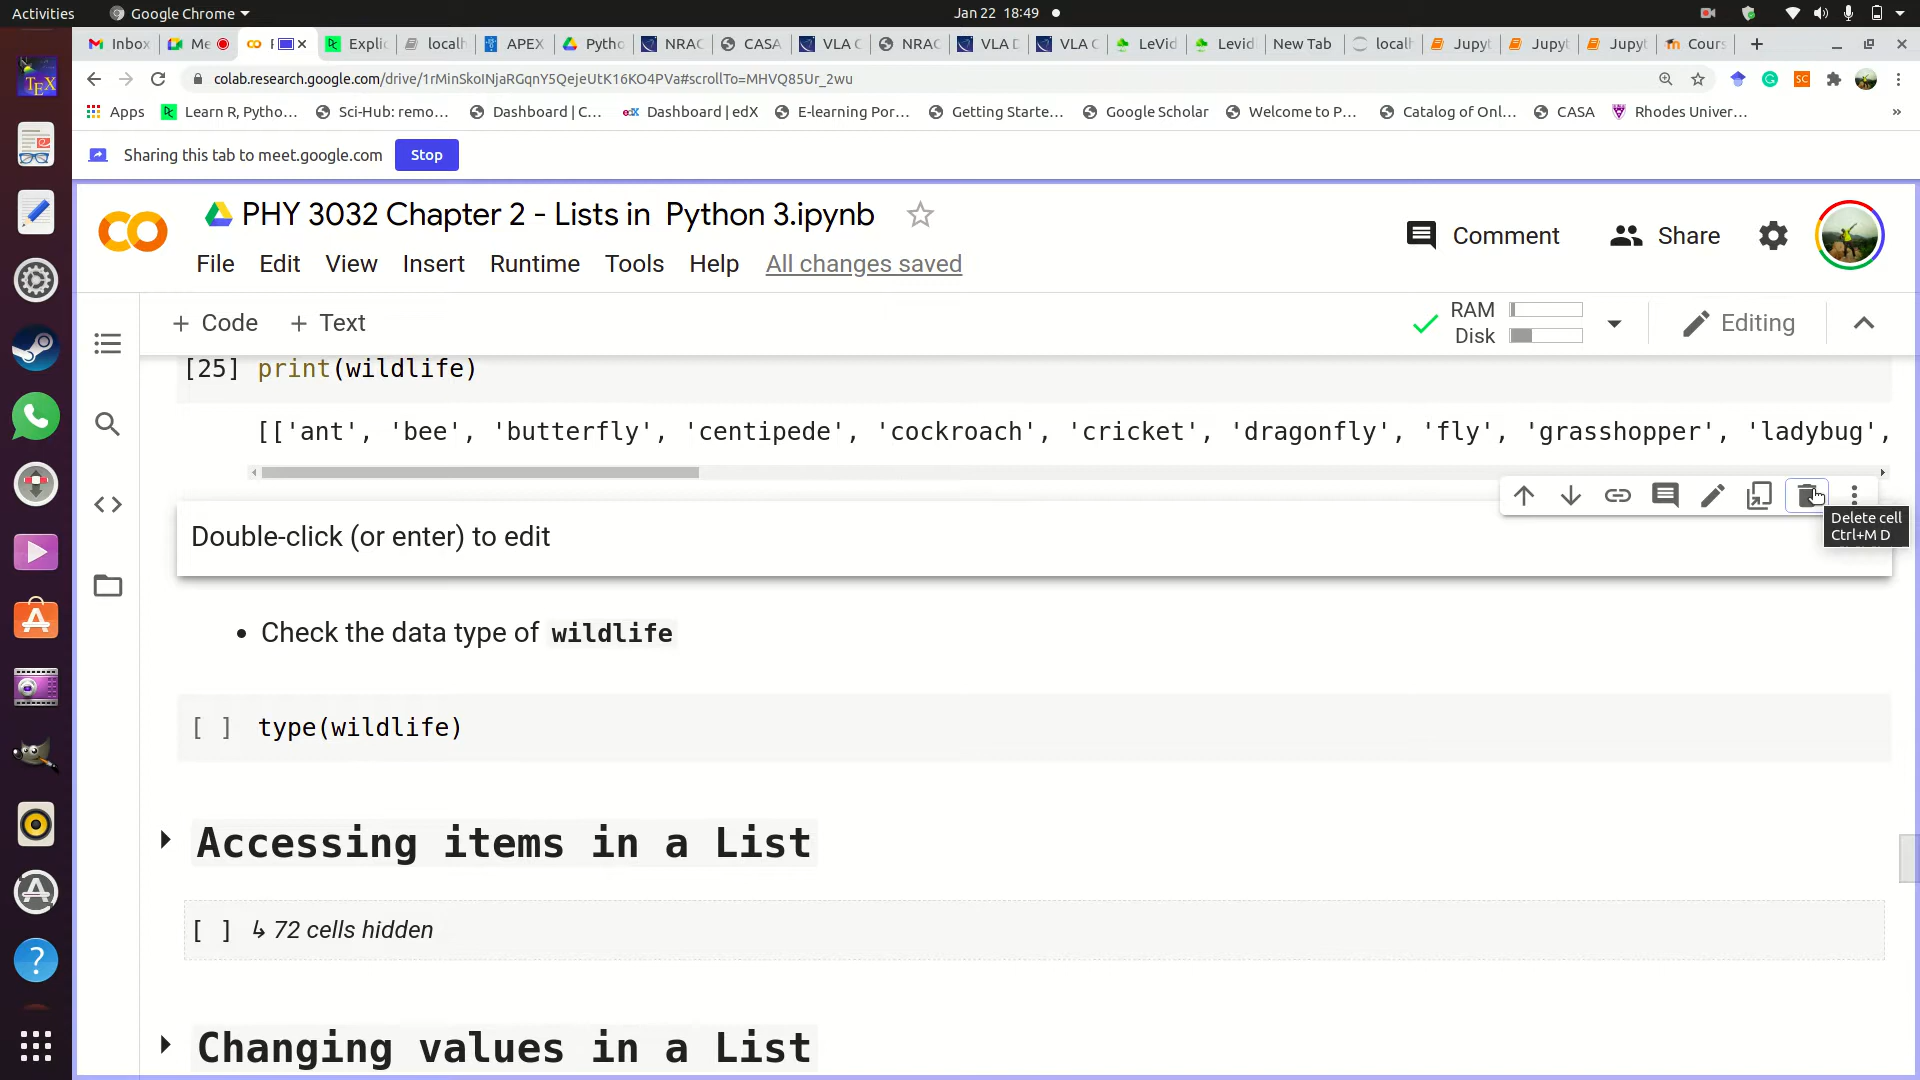 Activities
Google Chrome
Jan 22 18:49
Inbox
Me
Explic
localh
APEX
Pytho
NRAO
CASA
VLA C
NRAO
VLA D
VLA C
LeVid
Levid
New Tab
localh
Jupyt
Jupyt
Jupyt
Cours
colab.research.google.com/drive/1rMinSkoINjaRGqnY5QejeUtK16KO4PVa#scrollTo=MHVQ85Ur_2wu
Apps
Learn R, Pytho...
Sci-Hub: remo...
Dashboard | C...
edX Dashboard | edX
E-learning Por...
Getting Starte...
Google Scholar
Welcome to P...
Catalog of Onl...
CASA
Rhodes Univer...
»
Sharing this tab to meet.google.com Stop
PHY 3032 Chapter 2 - Lists in Python 3.ipynb
Comment
Share
File Edit View Insert Runtime Tools Help All changes saved
+ Code + Text
RAM
Disk
Editing
[25] print(wildlife)
[['ant', 'bee', 'butterfly', 'centipede', 'cockroach', 'cricket', 'dragonfly', 'fly', 'grasshopper', 'ladybug',
Delete cell
Ctrl+M D
Double-click (or enter) to edit
• Check the data type of wildlife
[ ] type(wildlife)
Accessing items in a List
[ ] ↳ 72 cells hidden
Changing values in a List